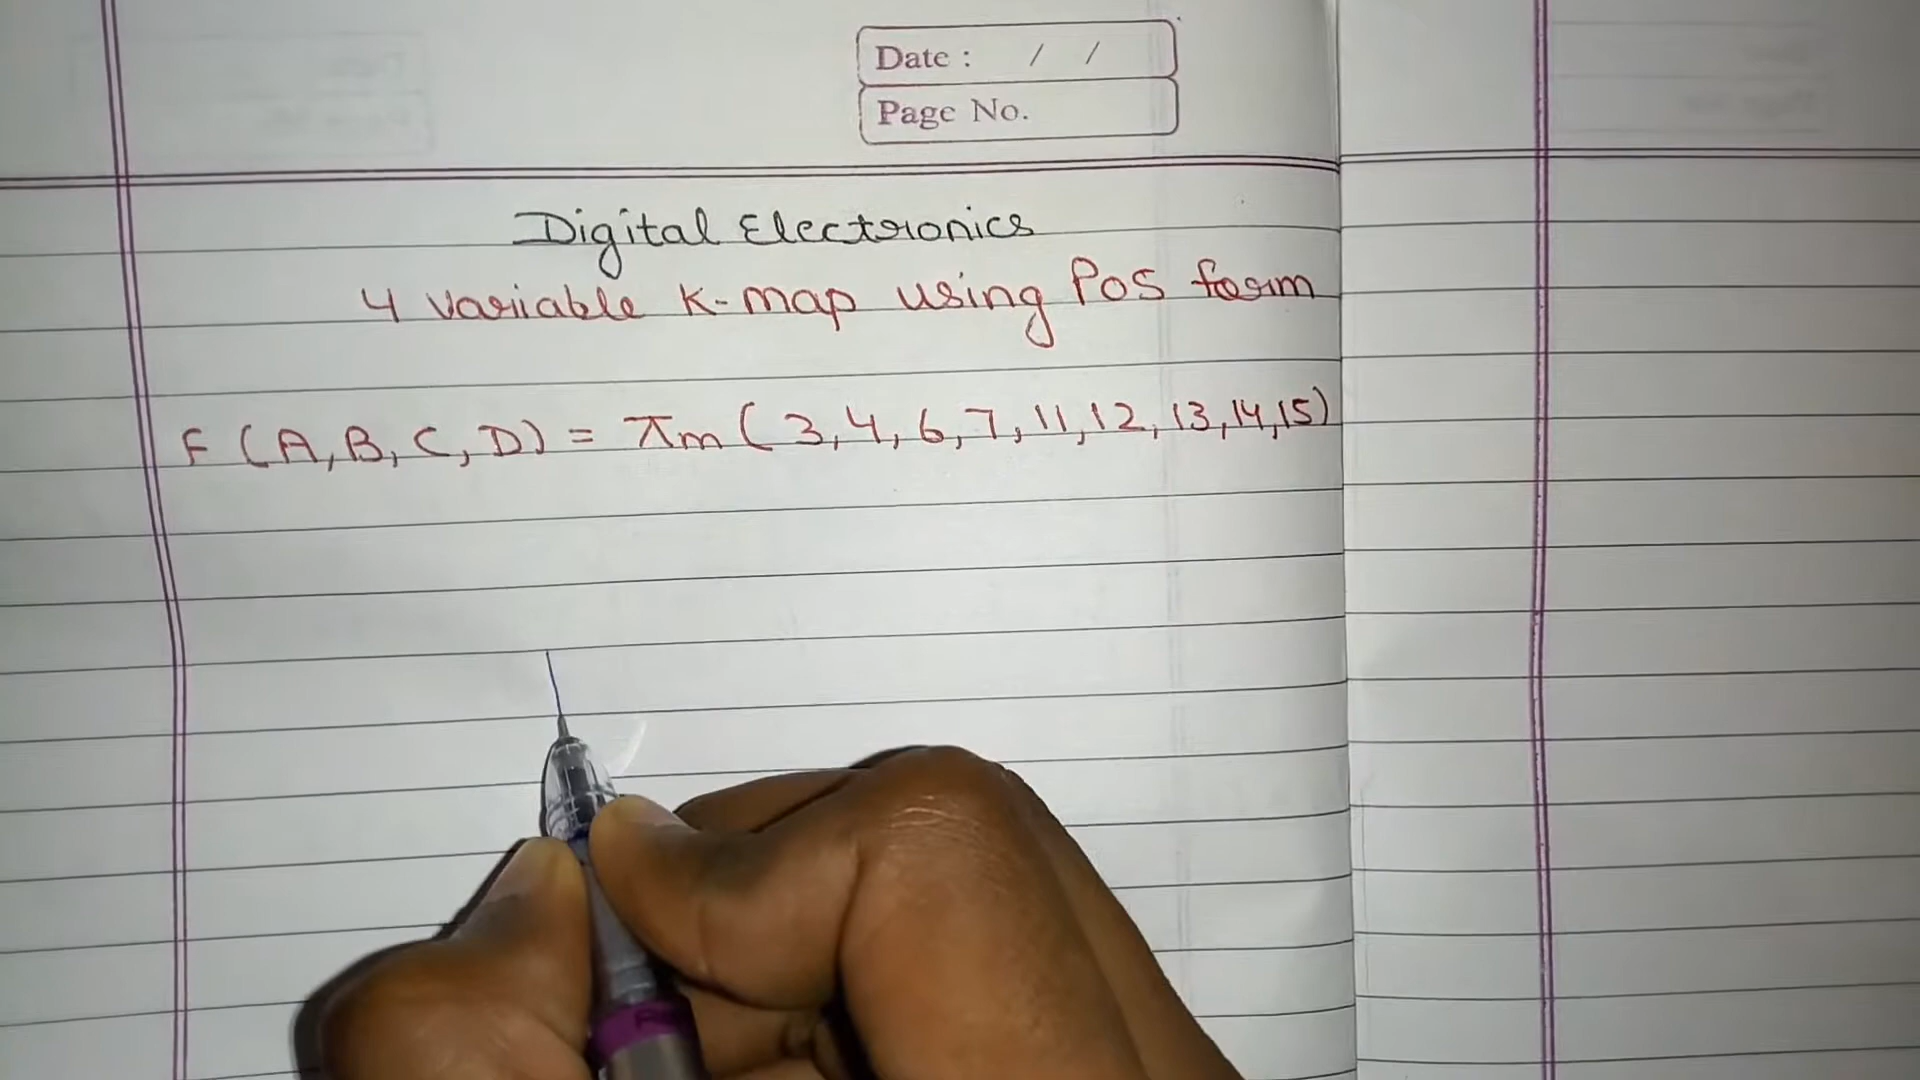 Date : / /
Page No.
Digital Electronics
4 variable K-map using POS form
F (A, B, C, D) = πm ( 3, 4, 6, 7, 11, 12, 13, 14, 15)